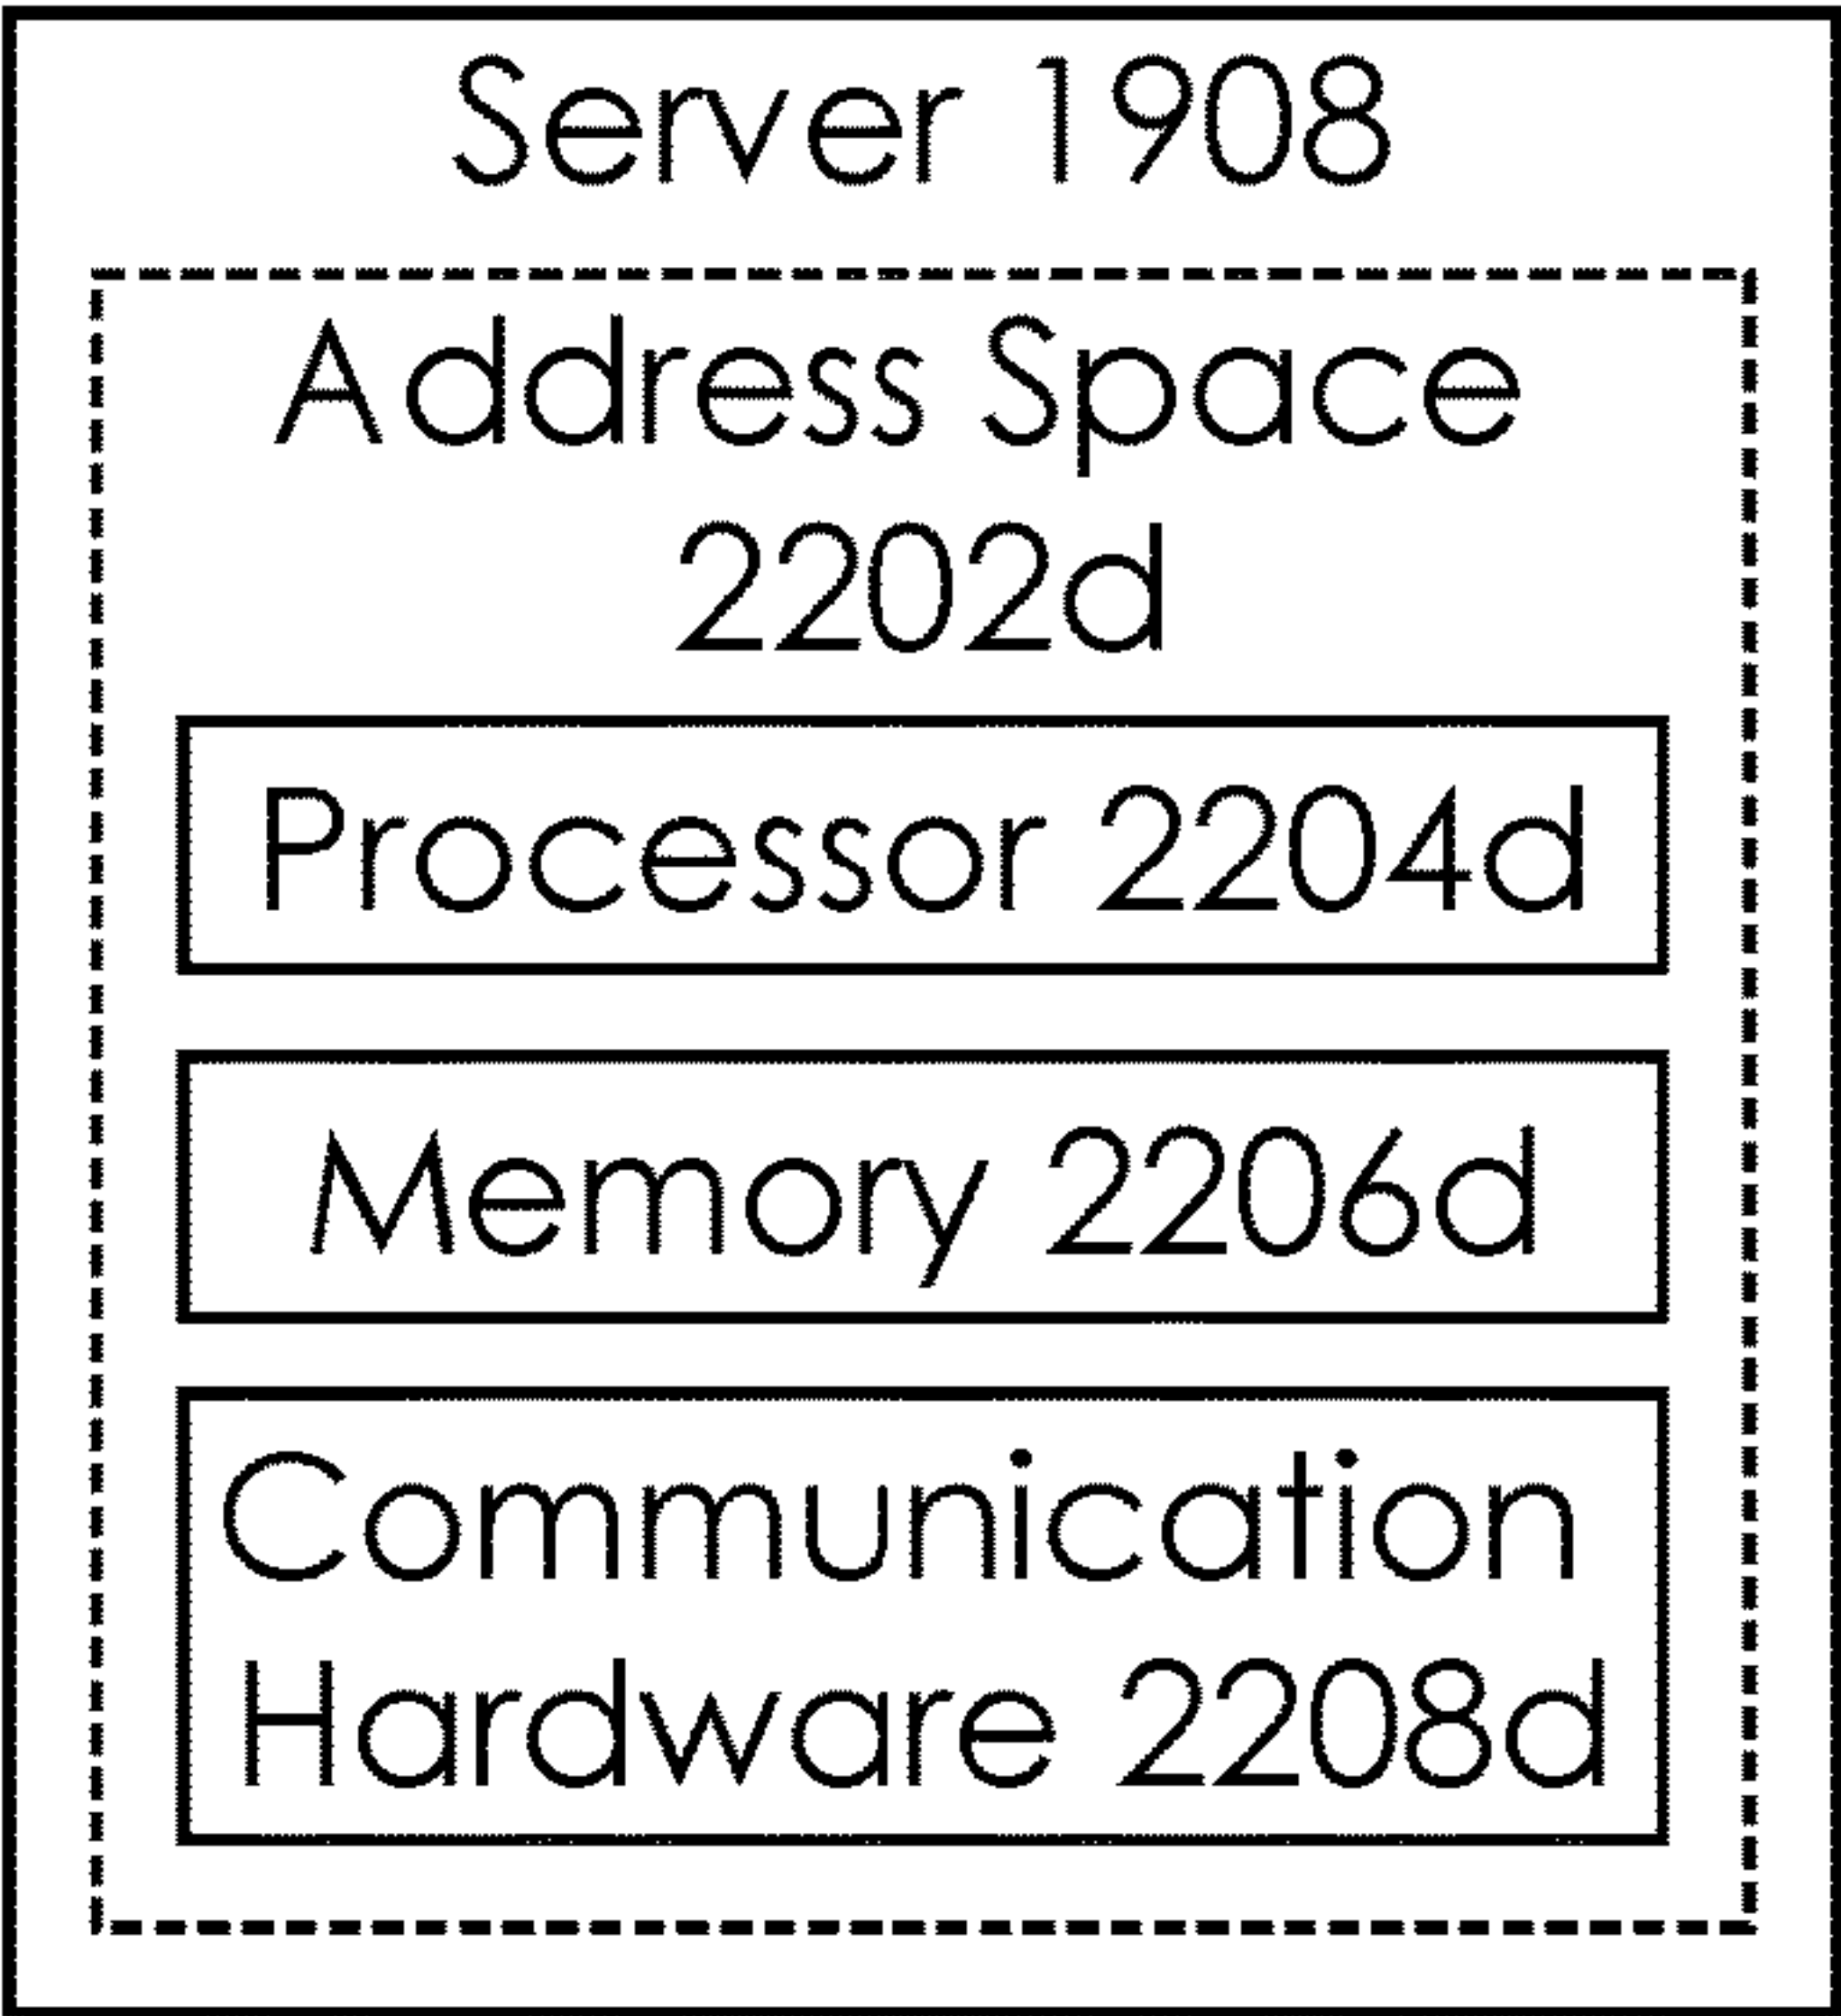 Server 1908
Address Space
2202d
Processor 2204d
Memory 2206d
Communication
Hardware 2208d